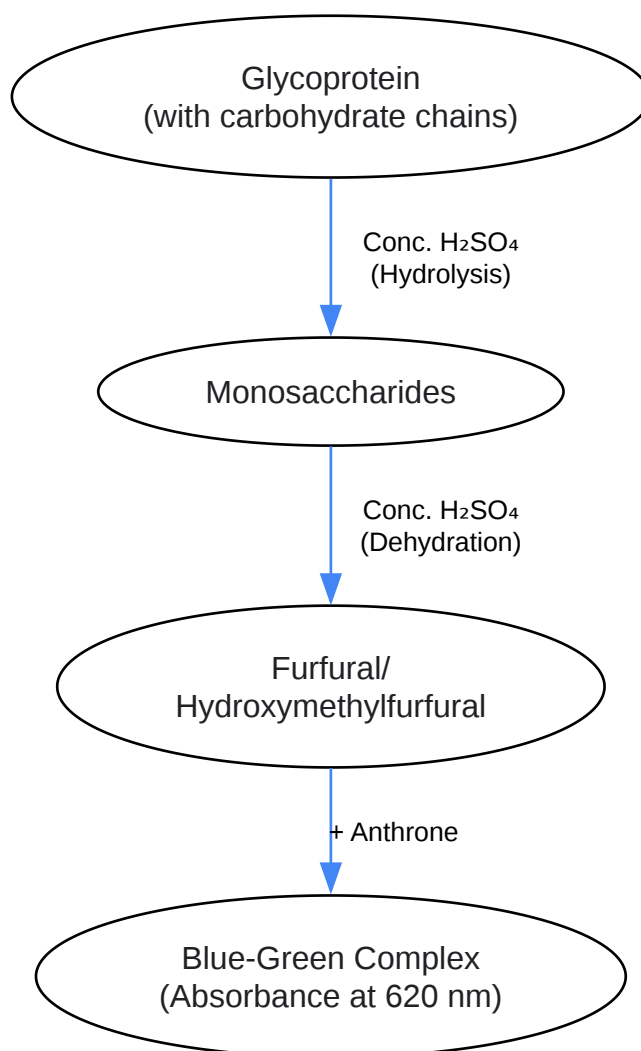 Glycoprotein
(with carbohydrate chains)
Conc. H₂SO₄
(Hydrolysis)
Monosaccharides
Conc. H₂SO₄
(Dehydration)
Furfural/
Hydroxymethylfurfural
+ Anthrone
Blue-Green Complex
(Absorbance at 620 nm)